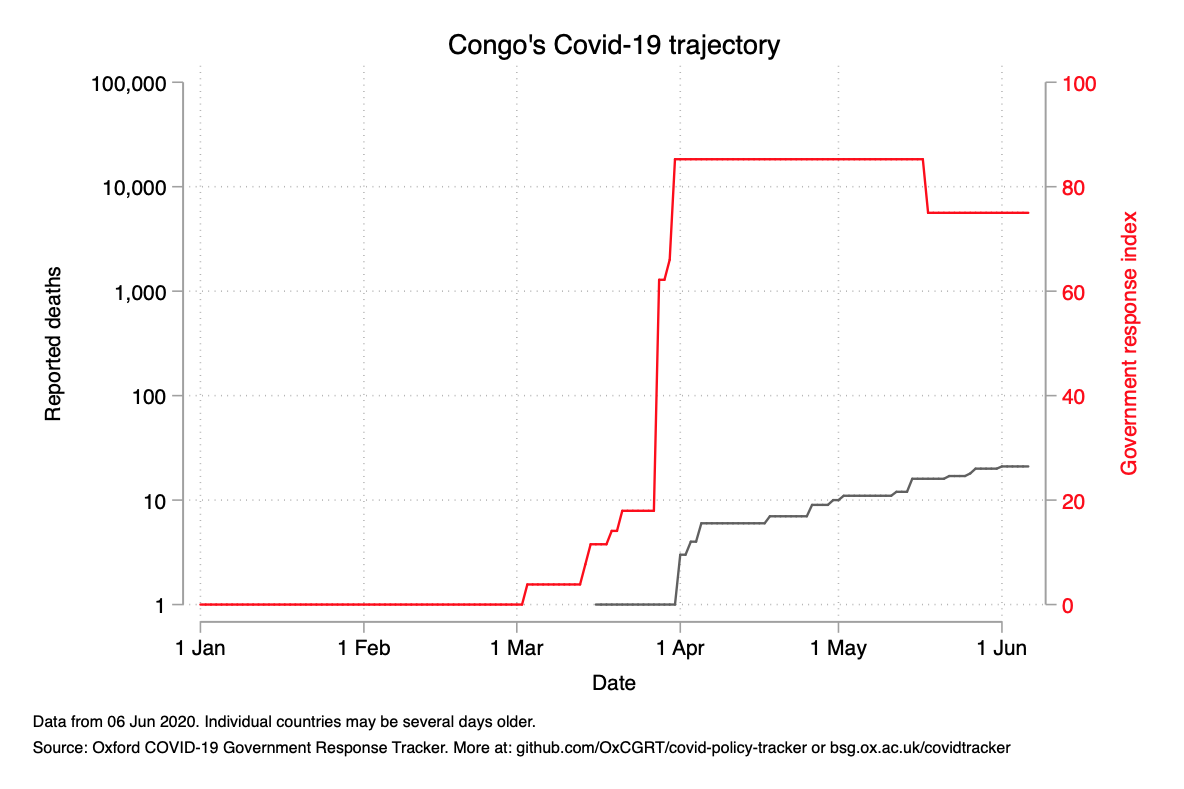 Congo's Covid-19 trajectory
100,000
10,000
1,000
100
10
1
Reported deaths
100
80
60
40
20
0
Government response index
1 Jan 1 Feb 1 Mar 1 Apr 1 May 1 Jun
Date
Data from 06 Jun 2020. Individual countries may be several days older.
Source: Oxford COVID-19 Government Response Tracker. More at: github.com/OxCGRT/covid-policy-tracker or bsg.ox.ac.uk/covidtracker